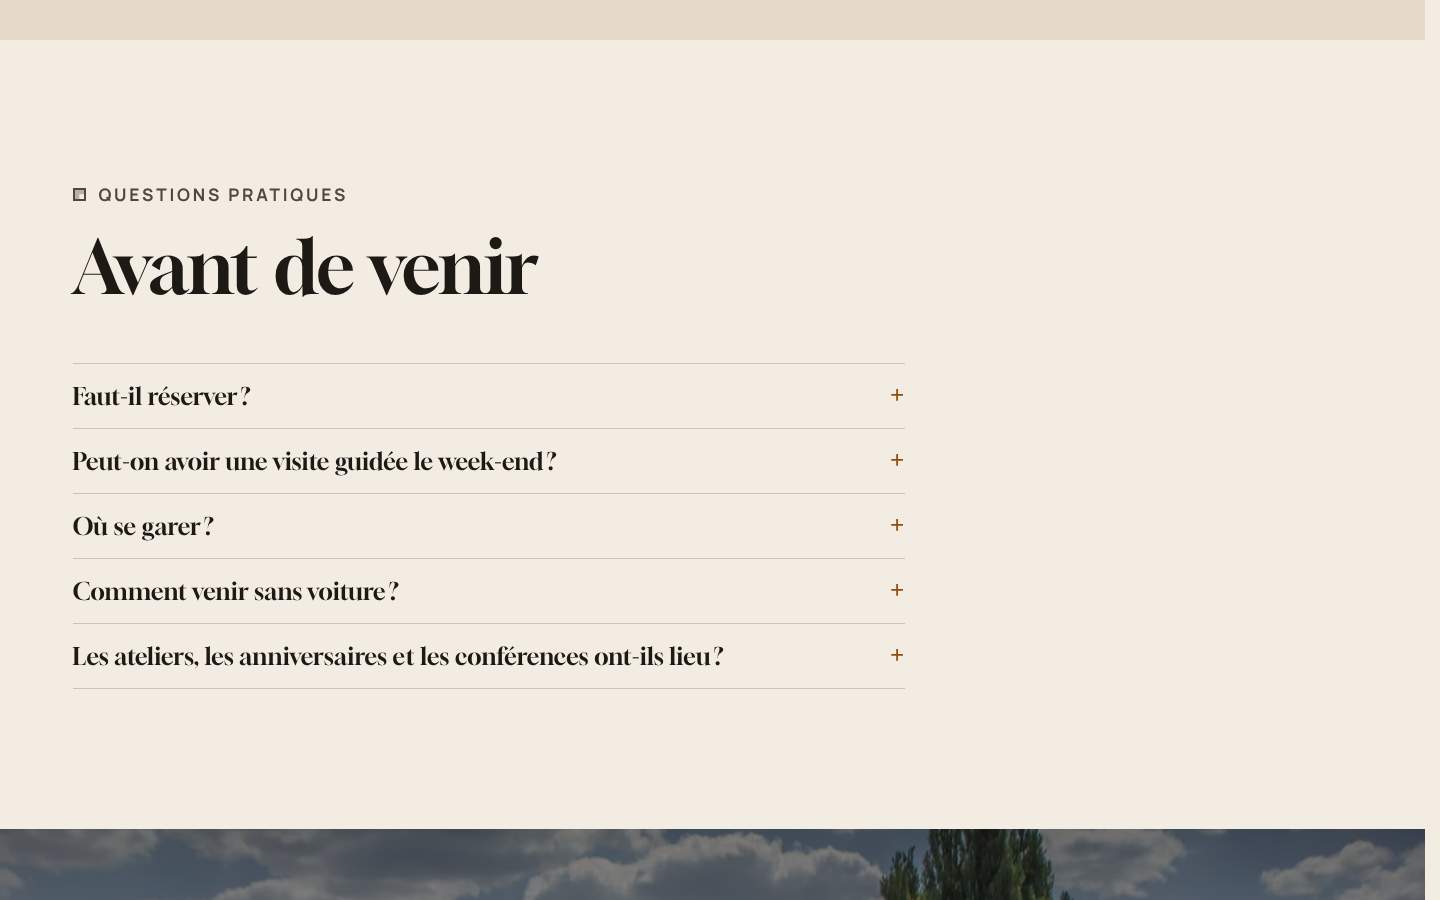 QUESTIONS PRATIQUES
Avant de venir
Faut-il réserver ?
+
Peut-on avoir une visite guidée le week-end ?
+
Où se garer ?
+
Comment venir sans voiture ?
+
Les ateliers, les anniversaires et les conférences ont-ils lieu ?
+